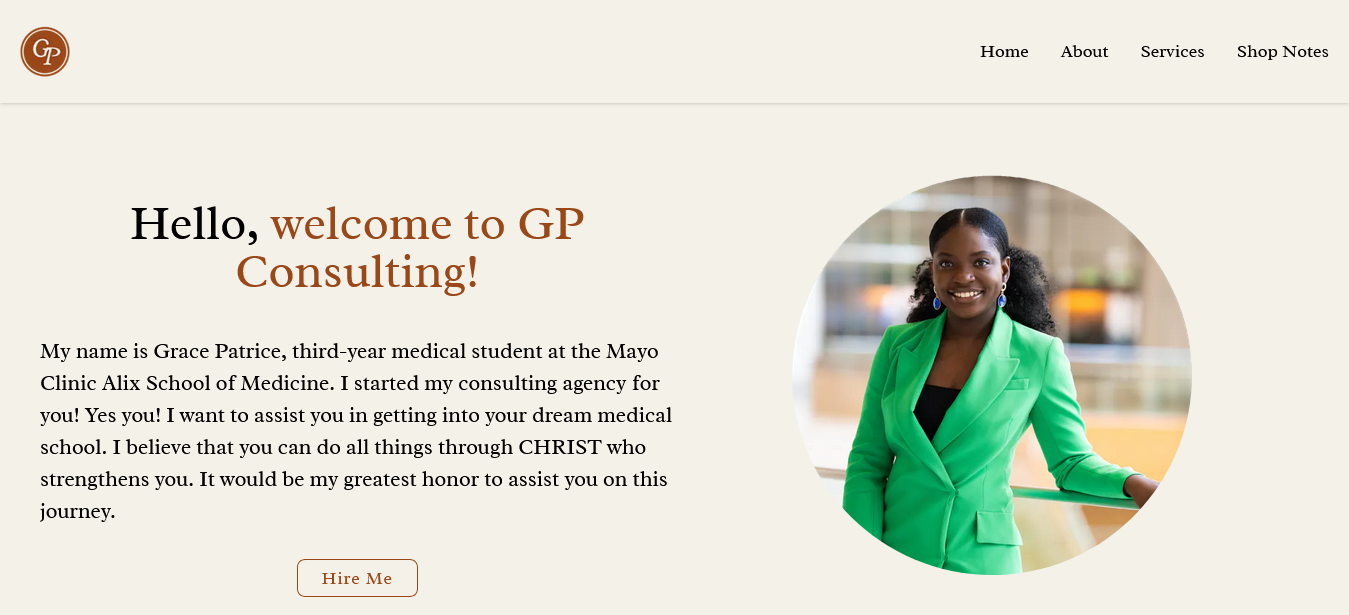 GP
Home About Services Shop Notes
Hello, welcome to GP
Consulting!
My name is Grace Patrice, third-year medical student at the Mayo
Clinic Alix School of Medicine. I started my consulting agency for
you! Yes you! I want to assist you in getting into your dream medical
school. I believe that you can do all things through CHRIST who
strengthens you. It would be my greatest honor to assist you on this
journey.
Hire Me